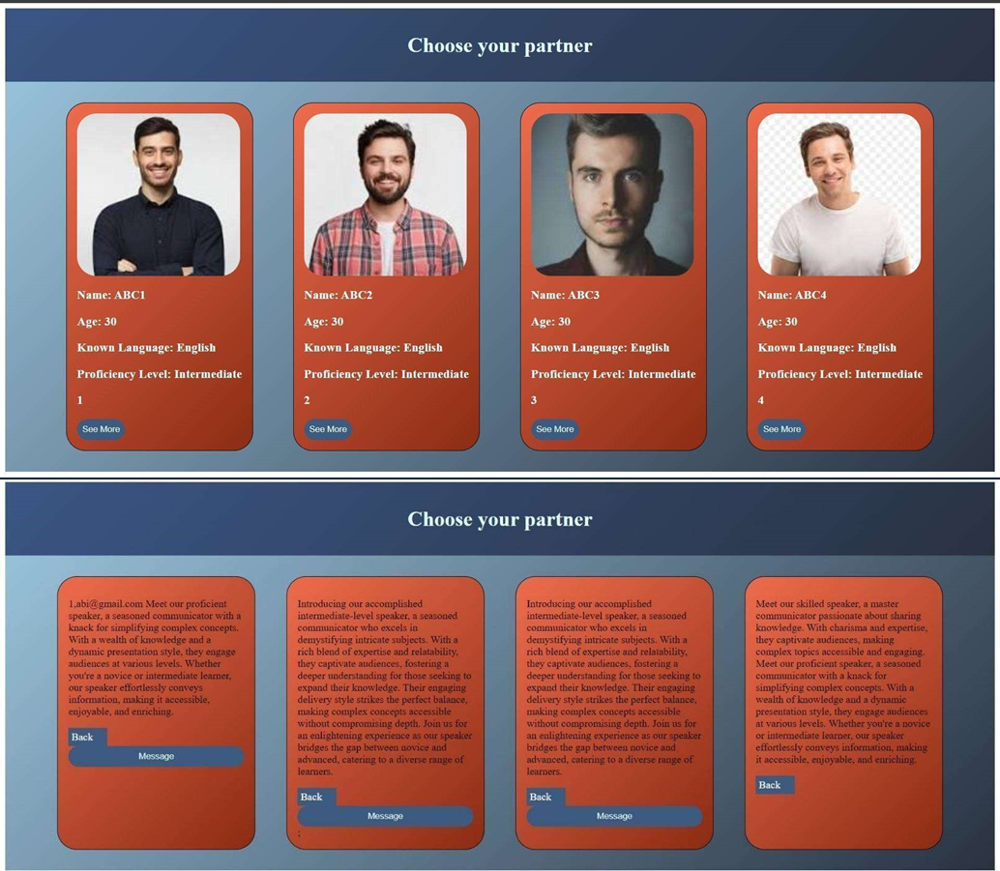 Choose your partner
Name: ABC1
Age: 30
Known Language: English
Proficiency Level: Intermediate
1
See More
Name: ABC2
Age: 30
Known Language: English
Proficiency Level: Intermediate
2
See More
Name: ABC3
Age: 30
Known Language: English
Proficiency Level: Intermediate
3
See More
Name: ABC4
Age: 30
Known Language: English
Proficiency Level: Intermediate
4
See More
Choose your partner
1,abi@gmail.com Meet our proficient
speaker, a seasoned communicator with a
knack for simplifying complex concepts.
With a wealth of knowledge and a
dynamic presentation style, they engage
audiences at various levels. Whether
you're a novice or intermediate learner,
our speaker effortlessly conveys
information, making it accessible,
enjoyable, and enriching.
Back
Message
Introducing our accomplished
intermediate-level speaker, a seasoned
communicator who excels in
demystifying intricate subjects. With a
rich blend of expertise and relatability,
they captivate audiences, fostering a
deeper understanding for those seeking to
expand their knowledge. Their engaging
delivery style strikes the perfect balance,
making complex concepts accessible
without compromising depth. Join us for
an enlightening experience as our speaker
bridges the gap between novice and
advanced, catering to a diverse range of
learners.
Back
Message
;
Introducing our accomplished
intermediate-level speaker, a seasoned
communicator who excels in
demystifying intricate subjects. With a
rich blend of expertise and relatability,
they captivate audiences, fostering a
deeper understanding for those seeking to
expand their knowledge. Their engaging
delivery style strikes the perfect balance,
making complex concepts accessible
without compromising depth. Join us for
an enlightening experience as our speaker
bridges the gap between novice and
advanced, catering to a diverse range of
learners.
Back
Message
Meet our skilled speaker, a master
communicator passionate about sharing
knowledge. With charisma and expertise,
they captivate audiences, making
complex topics accessible and engaging.
Meet our proficient speaker, a seasoned
communicator with a knack for
simplifying complex concepts. With a
wealth of knowledge and a dynamic
presentation style, they engage audiences
at various levels. Whether you're a novice
or intermediate learner, our speaker
effortlessly conveys information, making
it accessible, enjoyable, and enriching.
Back